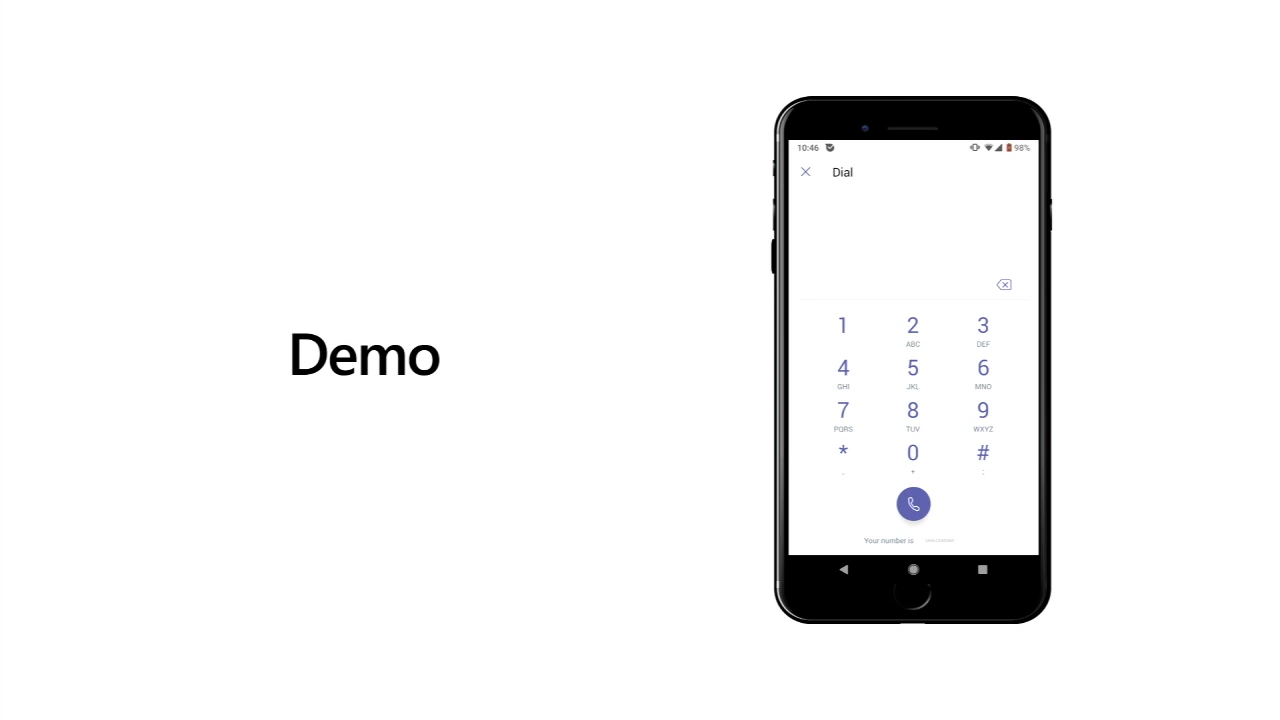 Demo
10:46 98%
Dial
1 2 3
ABC DEF
4 5 6
GHI JKL MNO
7 8 9
PQRS TUV WXYZ
* 0 #
, + ;
Your number is